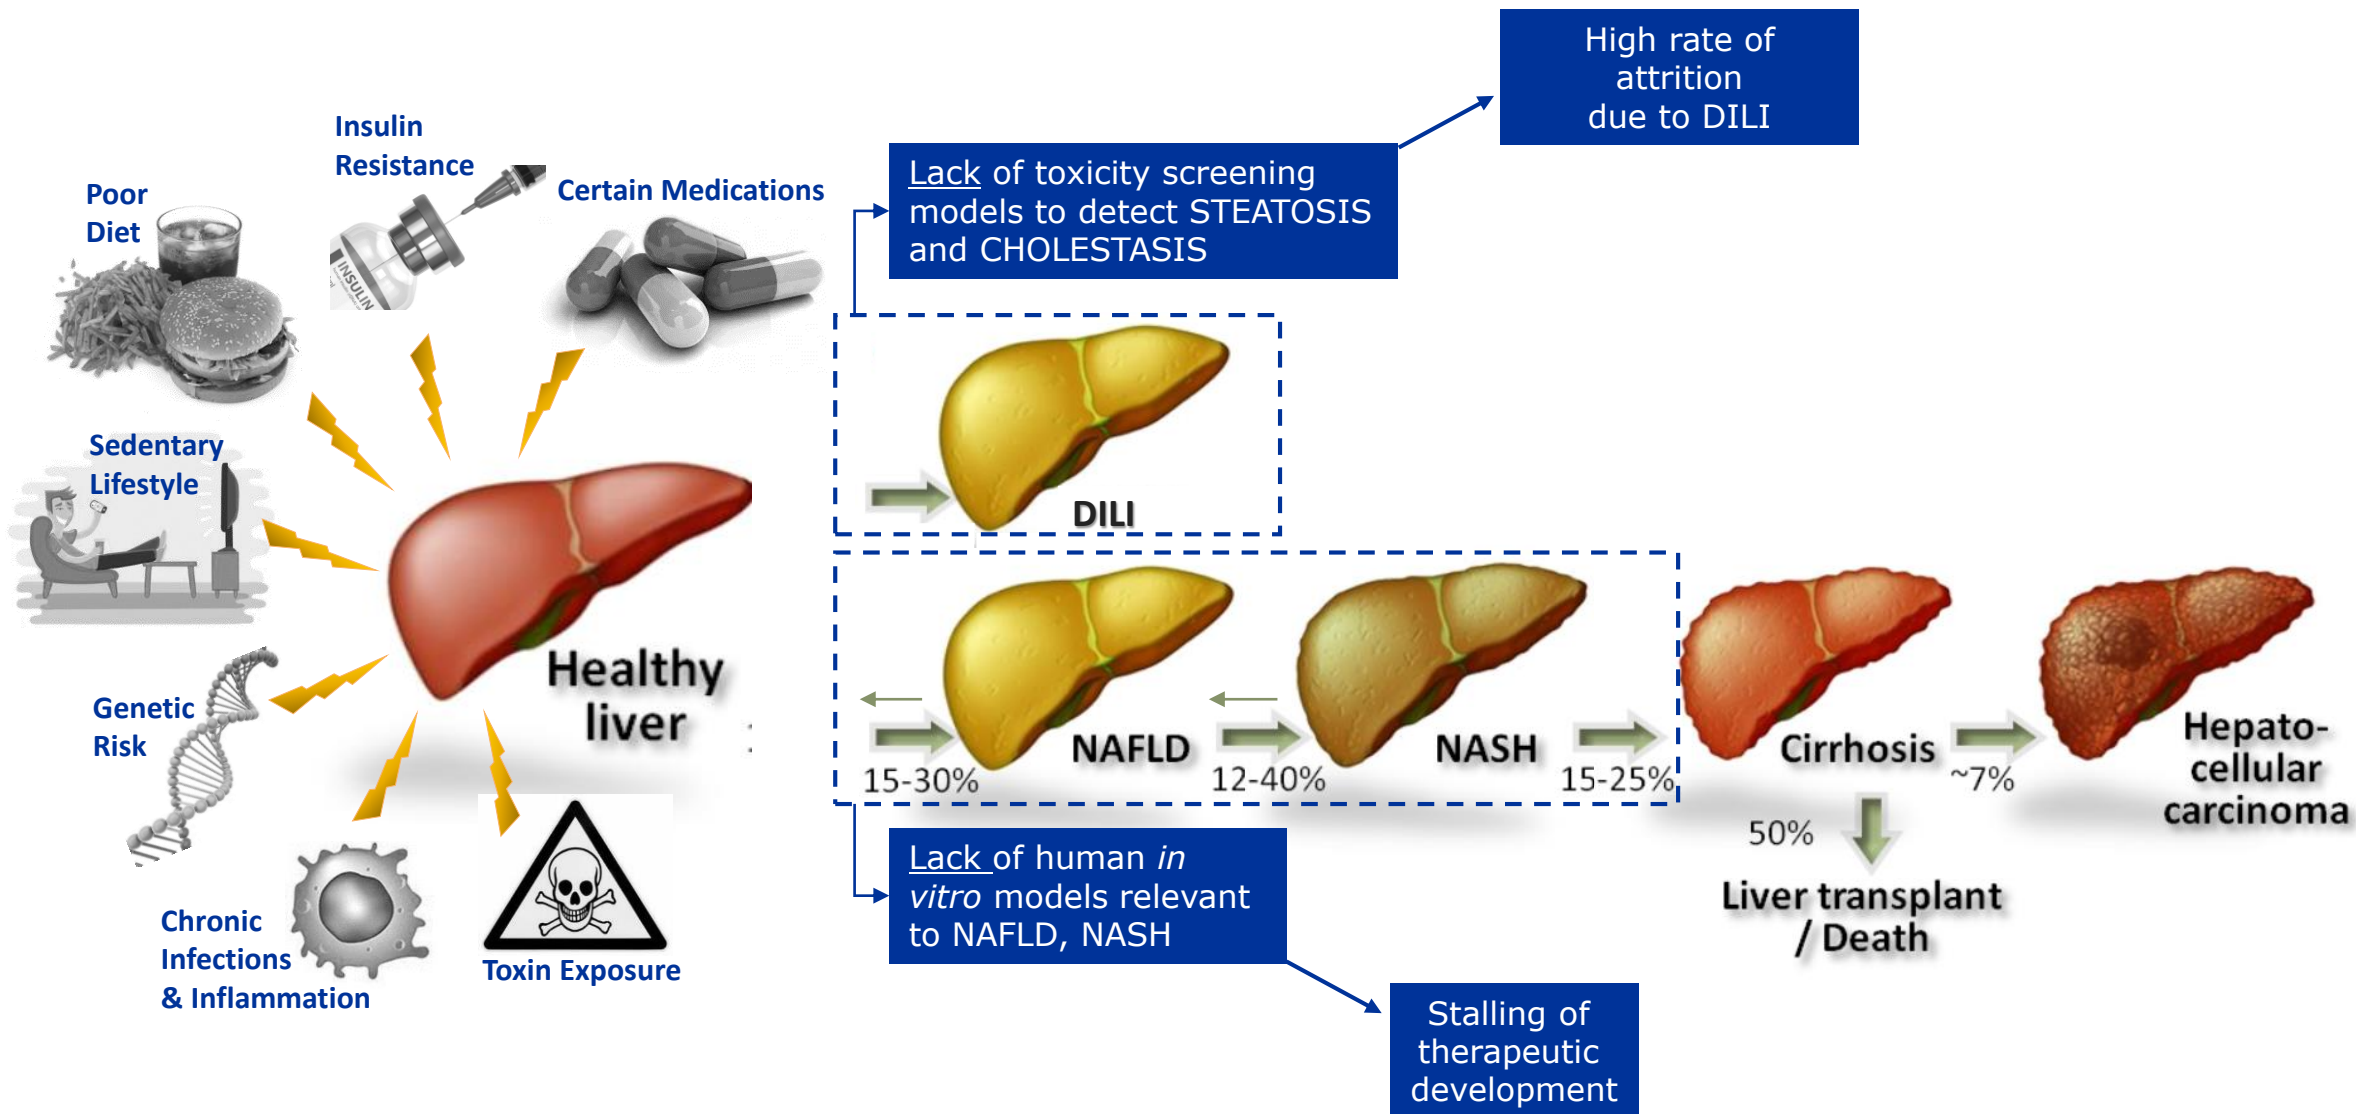 High rate of
attrition
due to DILI
Insulin
Resistance
Certain Medications
Poor
Diet
Lack of toxicity screening
models to detect STEATOSIS
and CHOLESTASIS
INSULIN
Sedentary
Lifestyle
DILI
Healthy
liver
Genetic
Risk
NAFLD
NASH
Cirrhosis
Hepato-
cellular
carcinoma
15-30%
12-40%
15-25%
~7%
50%
Liver transplant
/ Death
Lack of human in
vitro models relevant
to NAFLD, NASH
Chronic
Infections
& Inflammation
Toxin Exposure
Stalling of
therapeutic
development